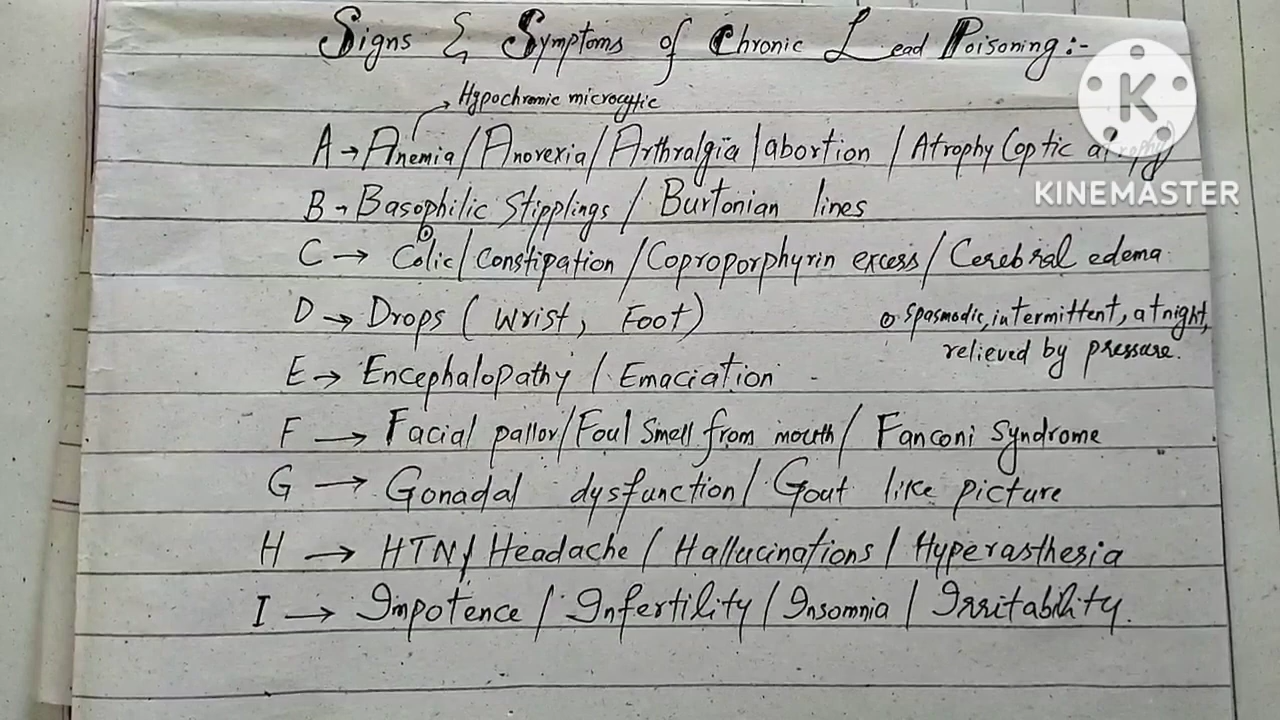 Signs & Symptoms of Chronic Lead Poisoning:-
Hypochromic microcytic
A → Anemia / Anorexia / Arthralgia / abortion / Atrophy (optic atrophy)
K
KINEMASTER
B → Basophilic Stipplings / Burtonian lines
C → Colic / Constipation / Coproporphyrin excess / Cerebral edema
D → Drops ( Wrist, Foot)
⊙ spasmodic, intermittent, at night,
relieved by pressure.
E → Encephalopathy / Emaciation
F → Facial pallor / Foul smell from mouth / Fanconi Syndrome
G → Gonadal dysfunction / Gout like picture
H → HTN / Headache / Hallucinations / Hyperasthesia
I → Impotence / Infertility / Insomnia / Irritability.